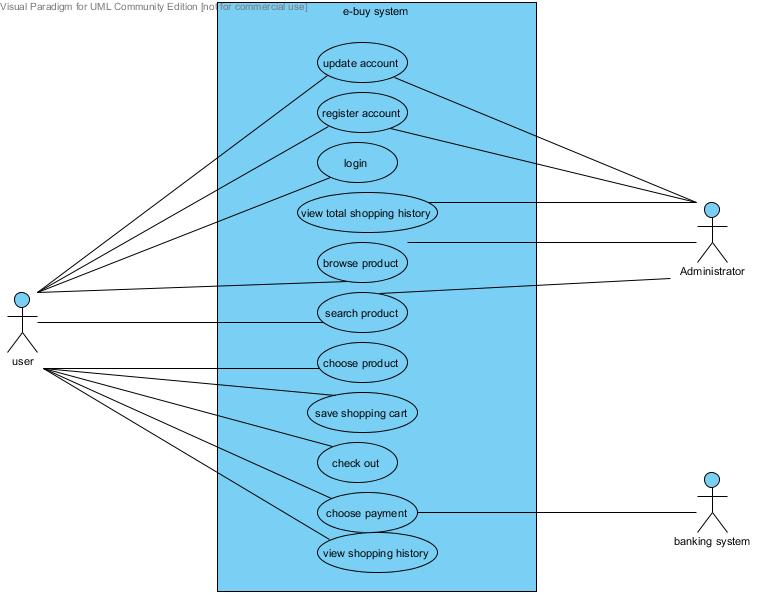 Visual Paradigm for UML Community Edition [not for commercial use]
e-buy system
update account
register account
login
view total shopping history
browse product
Administrator
search product
user
choose product
save shopping cart
check out
choose payment
banking system
view shopping history